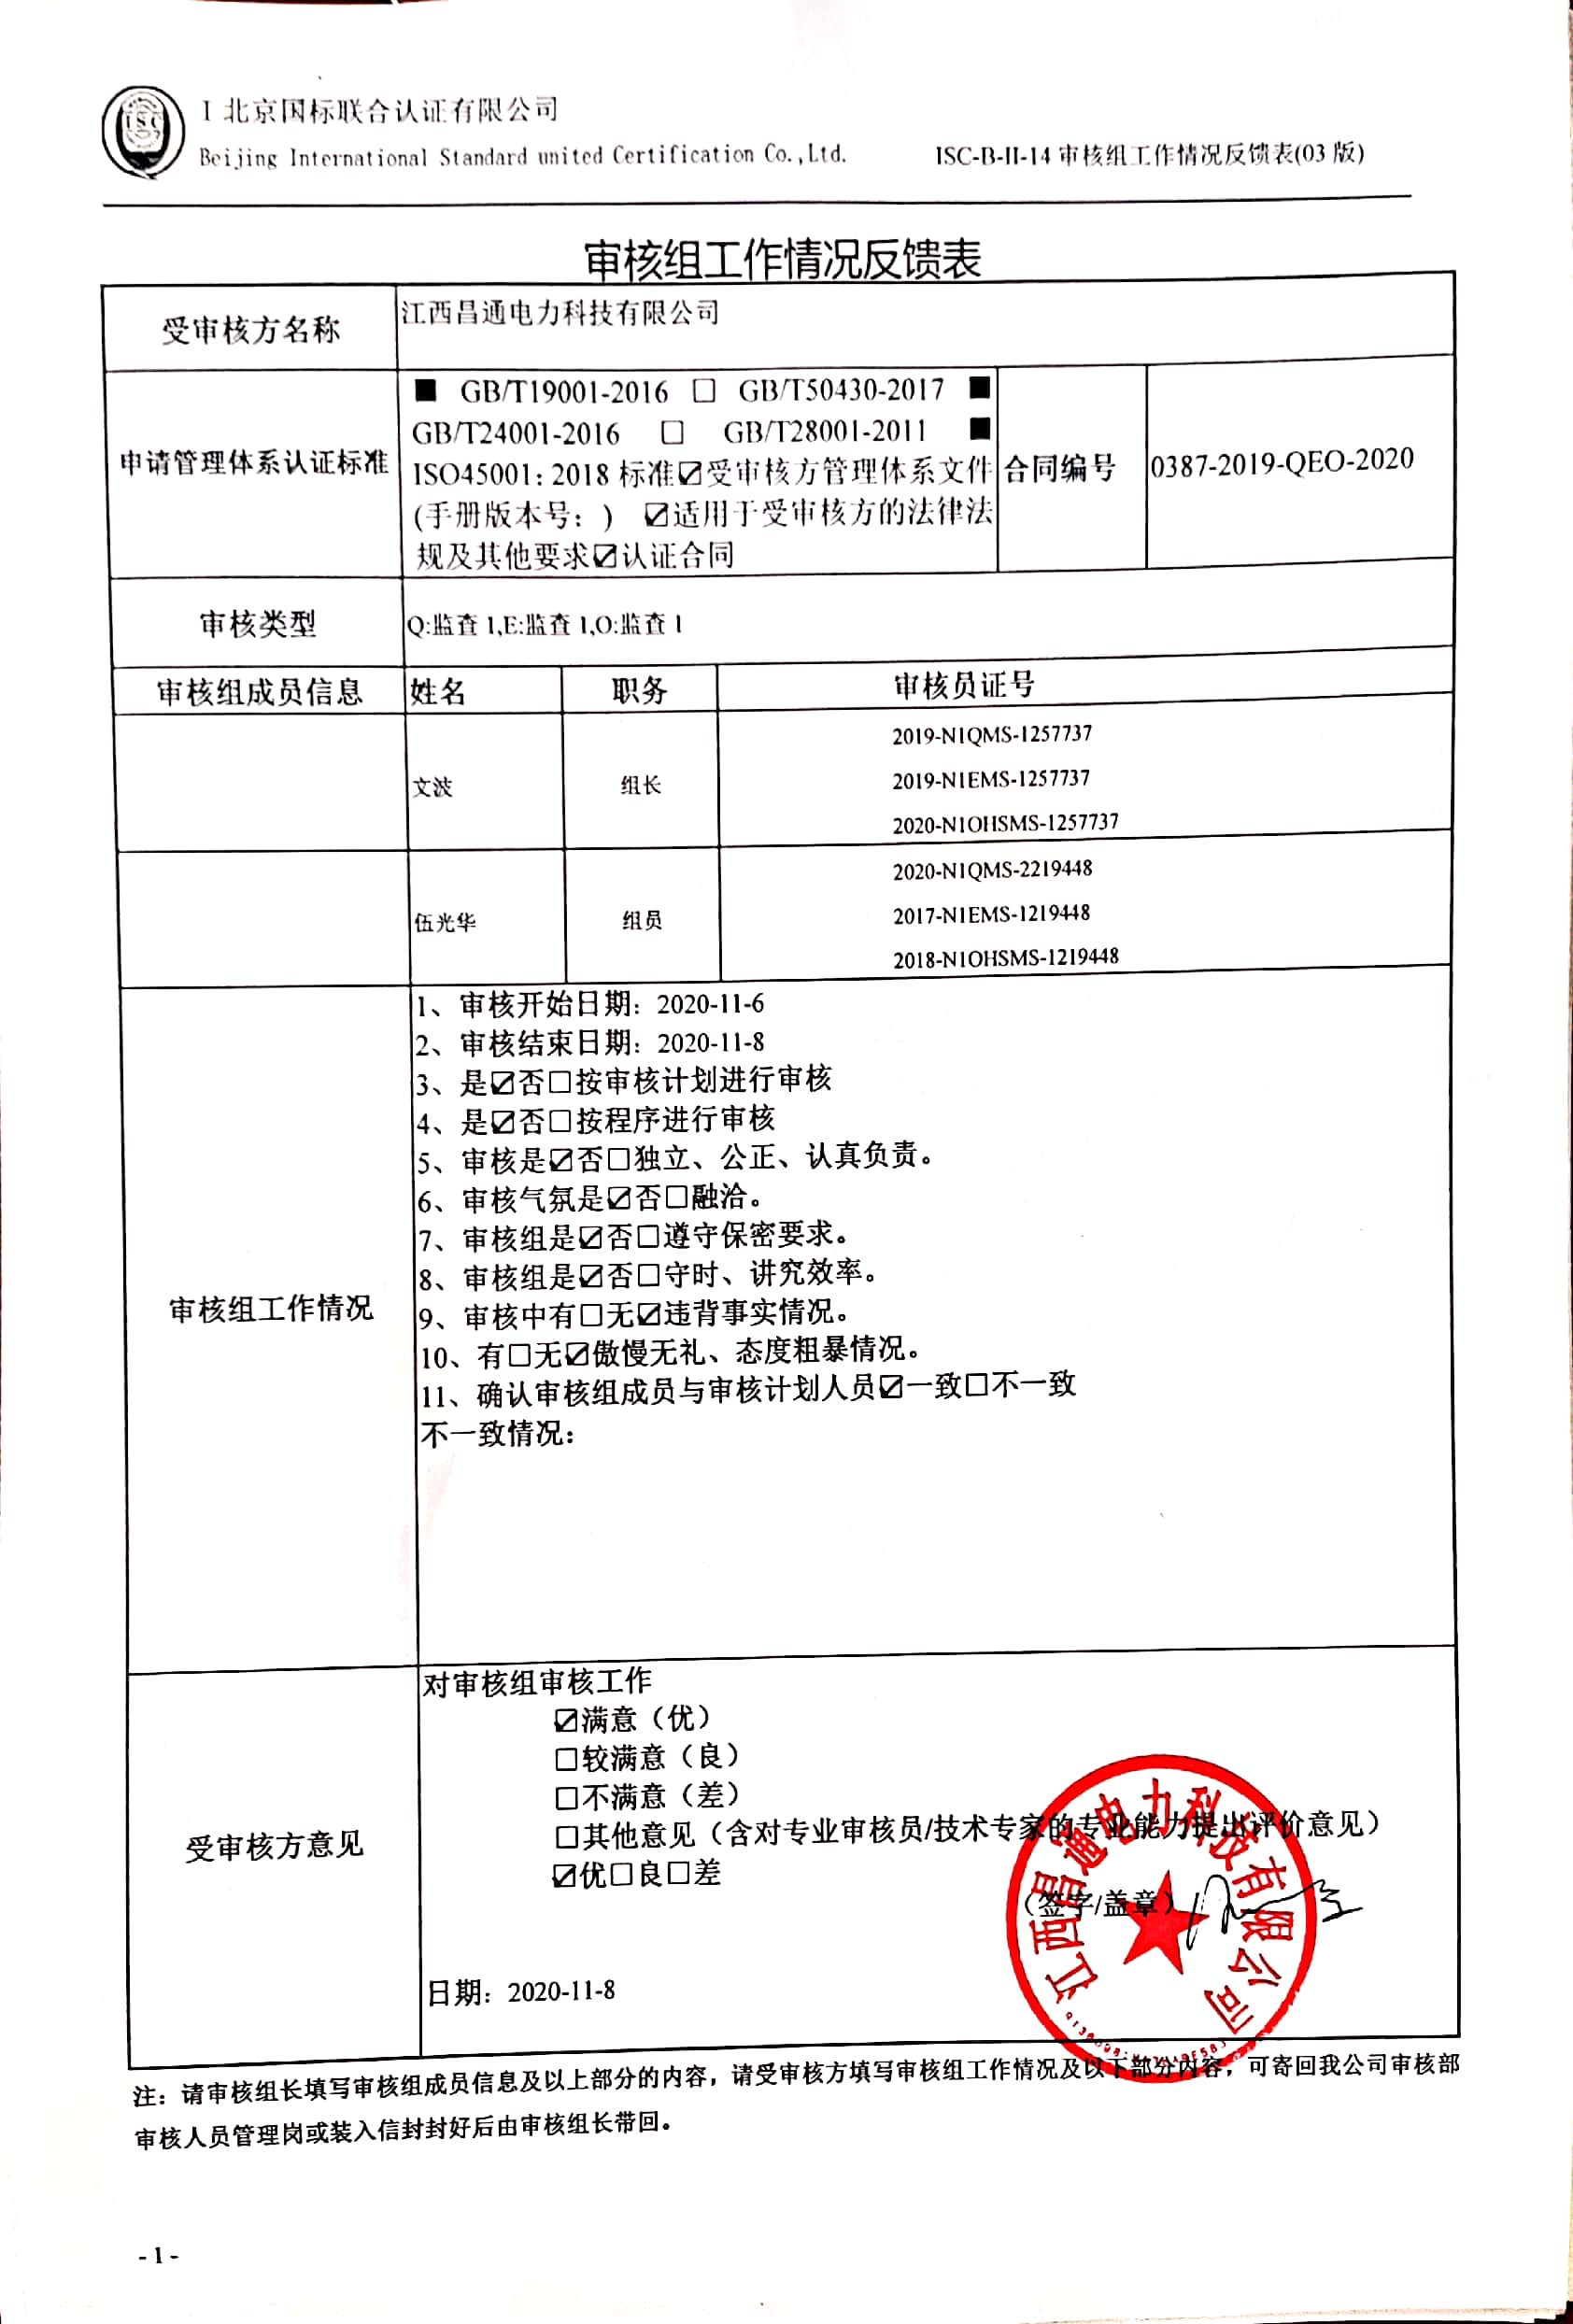 ISC
I 北京国标联合认证有限公司
Beijing International Standard united Certification Co.,Ltd.
ISC-B-II-14 审核组工作情况反馈表(03 版)
审核组工作情况反馈表
受审核方名称
江西昌通电力科技有限公司
申请管理体系认证标准
■ GB/T19001-2016 □ GB/T50430-2017 ■
GB/T24001-2016 □ GB/T28001-2011 ■
ISO45001: 2018 标准☑受审核方管理体系文件
(手册版本号: ) ☑适用于受审核方的法律法
规及其他要求☑认证合同
合同编号
0387-2019-QEO-2020
审核类型
Q:监查 1,E:监查 1,O:监查 1
审核组成员信息
姓名
职务
审核员证号
文波
组长
2019-N1QMS-1257737
2019-N1EMS-1257737
2020-N1OHSMS-1257737
伍光华
组员
2020-N1QMS-2219448
2017-N1EMS-1219448
2018-N1OHSMS-1219448
审核组工作情况
1、审核开始日期: 2020-11-6
2、审核结束日期: 2020-11-8
3、是☑否□按审核计划进行审核
4、是☑否□按程序进行审核
5、审核是☑否□独立、公正、认真负责。
6、审核气氛是☑否□融洽。
7、审核组是☑否□遵守保密要求。
8、审核组是☑否□守时、讲究效率。
9、审核中有□无☑违背事实情况。
10、有□无☑傲慢无礼、态度粗暴情况。
11、确认审核组成员与审核计划人员☑一致□不一致
不一致情况:
受审核方意见
对审核组审核工作
☑满意（优）
□较满意（良）
□不满意（差）
□其他意见（含对专业审核员/技术专家的专业能力提出评价意见）
☑优□良□差
（签字/盖章）
江西昌通电力科技有限公司
日期: 2020-11-8
注: 请审核组长填写审核组成员信息及以上部分的内容，请受审核方填写审核组工作情况及以下部分内容，可寄回我公司审核部
审核人员管理岗或装入信封封好后由审核组长带回。
- 1 -